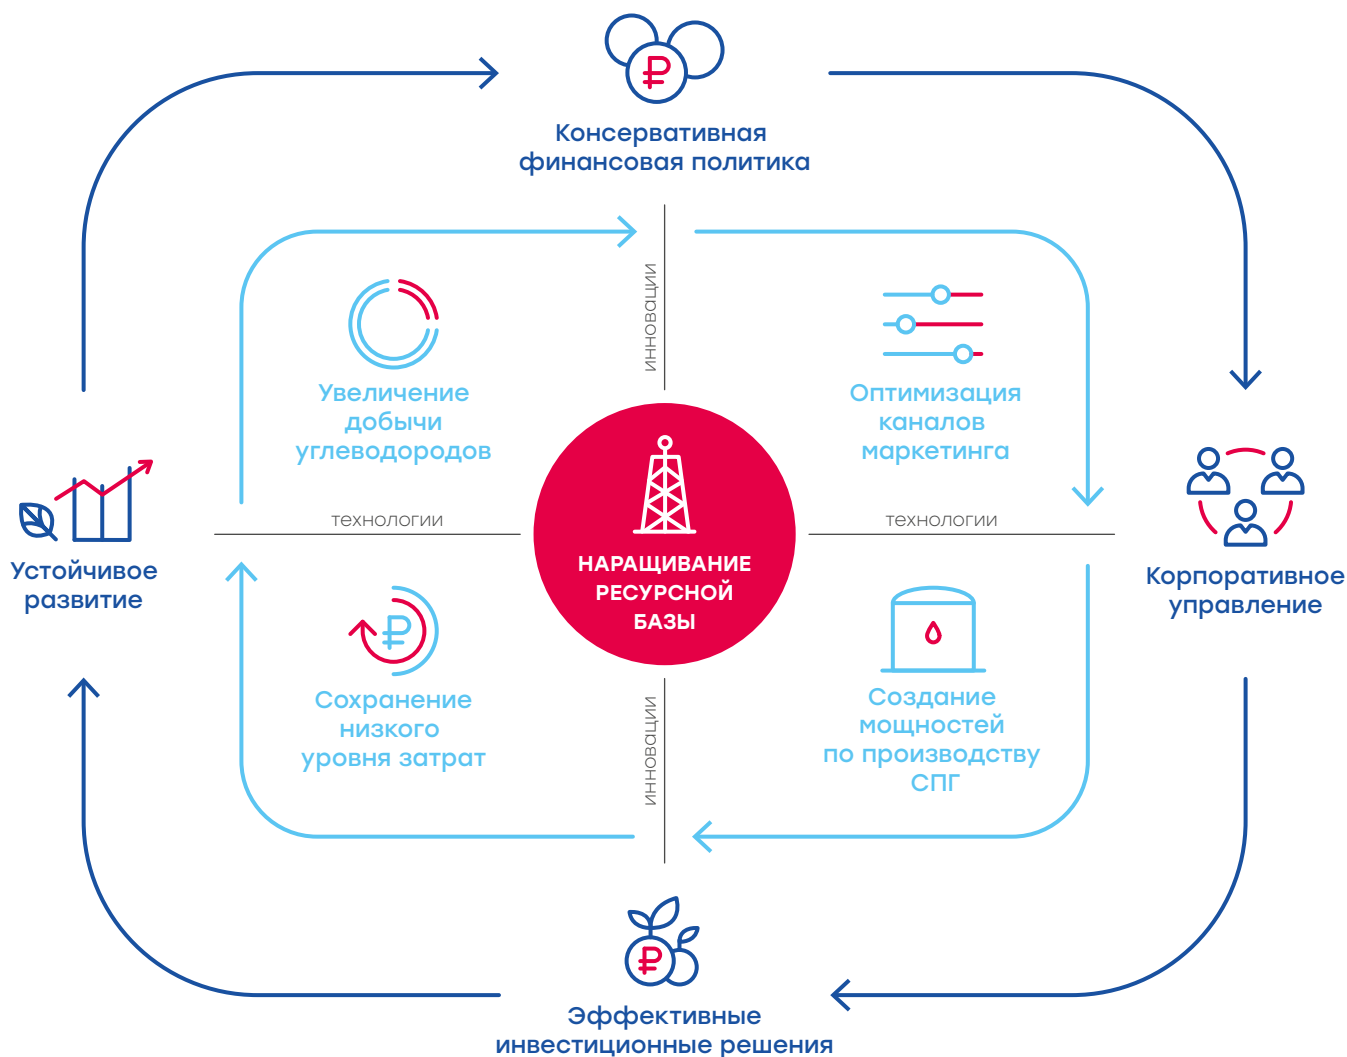 Консервативная
финансовая политика
инновации
Увеличение
добычи
углеводородов
Оптимизация
каналов
маркетинга
технологии
технологии
НАРАЩИВАНИЕ
РЕСУРСНОЙ
БАЗЫ
Устойчивое
развитие
Корпоративное
управление
Сохранение
низкого
уровня затрат
инновации
Создание
мощностей
по производству
СПГ
Эффективные
инвестиционные решения